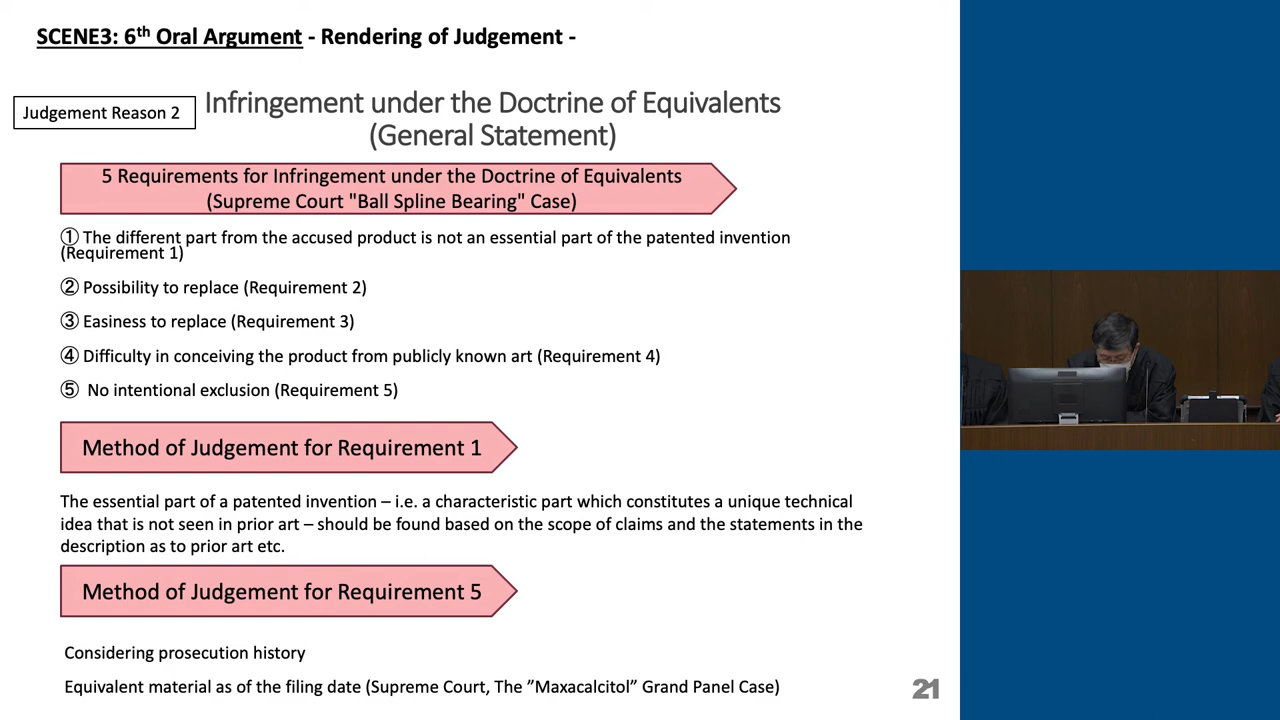 SCENE3: 6th Oral Argument - Rendering of Judgement -
Judgement Reason 2
Infringement under the Doctrine of Equivalents
(General Statement)
5 Requirements for Infringement under the Doctrine of Equivalents
(Supreme Court "Ball Spline Bearing" Case)
① The different part from the accused product is not an essential part of the patented invention
(Requirement 1)
② Possibility to replace (Requirement 2)
③ Easiness to replace (Requirement 3)
④ Difficulty in conceiving the product from publicly known art (Requirement 4)
⑤ No intentional exclusion (Requirement 5)
Method of Judgement for Requirement 1
The essential part of a patented invention – i.e. a characteristic part which constitutes a unique technical
idea that is not seen in prior art – should be found based on the scope of claims and the statements in the
description as to prior art etc.
Method of Judgement for Requirement 5
Considering prosecution history
Equivalent material as of the filing date (Supreme Court, The ”Maxacalcitol” Grand Panel Case)
21